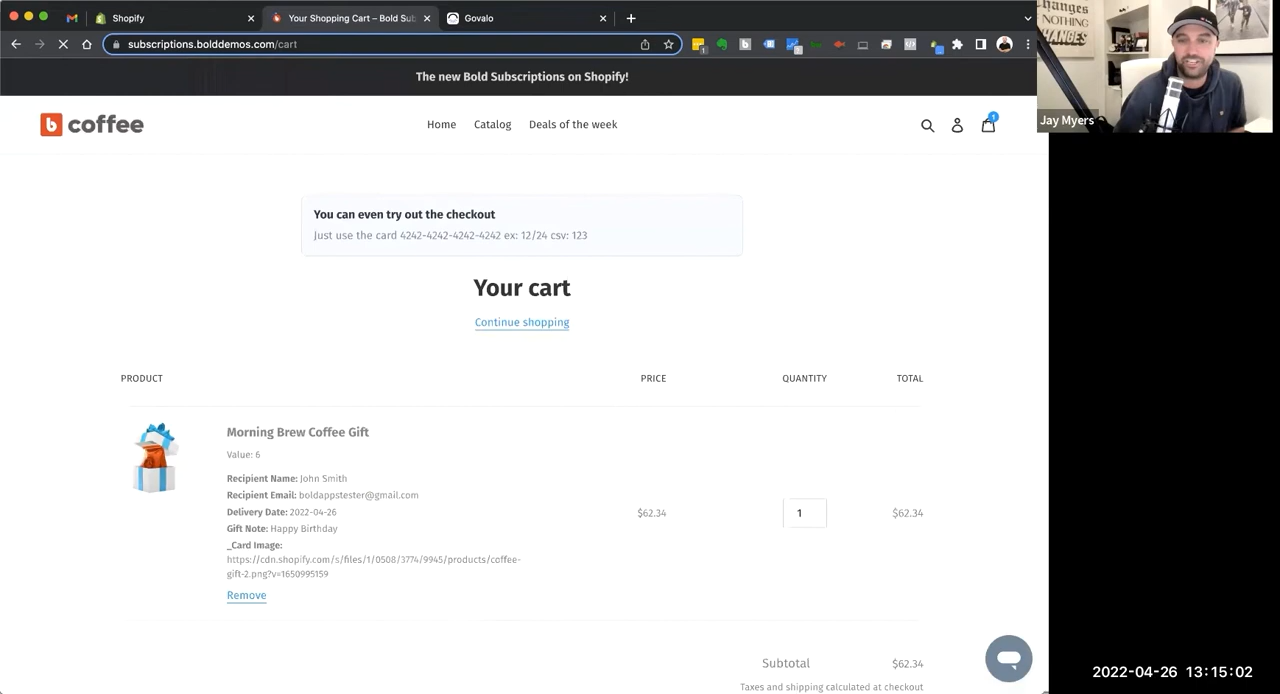 Shopify
Your Shopping Cart – Bold Sub
Govalo
subscriptions.bolddemos.com/cart
The new Bold Subscriptions on Shopify!
b coffee
Home Catalog Deals of the week
1
You can even try out the checkout
Just use the card 4242-4242-4242-4242 ex: 12/24 csv: 123
Your cart
Continue shopping
PRODUCT PRICE QUANTITY TOTAL
Morning Brew Coffee Gift
Value: 6
Recipient Name: John Smith
Recipient Email: boldappstester@gmail.com
Delivery Date: 2022-04-26
Gift Note: Happy Birthday
_Card Image:
https://cdn.shopify.com/s/files/1/0508/3774/9945/products/coffee-
gift-2.png?v=1650995159
$62.34 1 $62.34
Remove
Subtotal $62.34
Taxes and shipping calculated at checkout
Changes
NOTHING
CHANGES
Jay Myers
2022-04-26 13:15:02